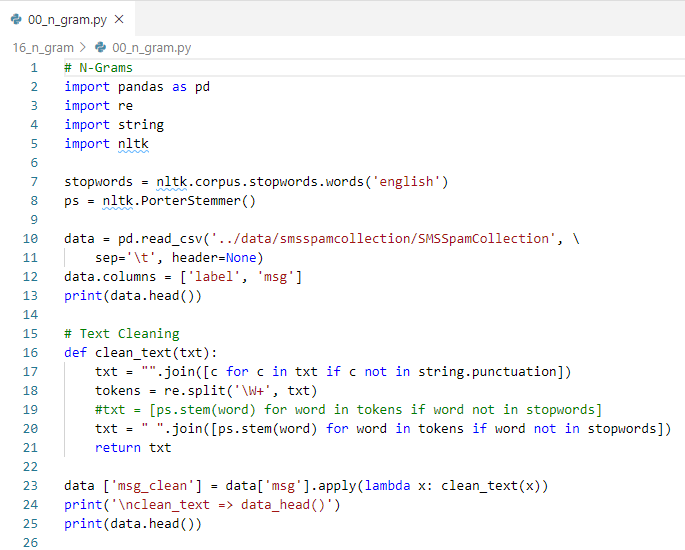 00_n_gram.py ×
16_n_gram > 00_n_gram.py
1 # N-Grams
2 import pandas as pd
3 import re
4 import string
5 import nltk
6
7 stopwords = nltk.corpus.stopwords.words('english')
8 ps = nltk.PorterStemmer()
9
10 data = pd.read_csv('../data/smsspamcollection/SMSSpamCollection', \
11     sep='\t', header=None)
12 data.columns = ['label', 'msg']
13 print(data.head())
14
15 # Text Cleaning
16 def clean_text(txt):
17     txt = "".join([c for c in txt if c not in string.punctuation])
18     tokens = re.split('\W+', txt)
19     #txt = [ps.stem(word) for word in tokens if word not in stopwords]
20     txt = " ".join([ps.stem(word) for word in tokens if word not in stopwords])
21     return txt
22
23 data ['msg_clean'] = data['msg'].apply(lambda x: clean_text(x))
24 print('\nclean_text => data_head()')
25 print(data.head())
26